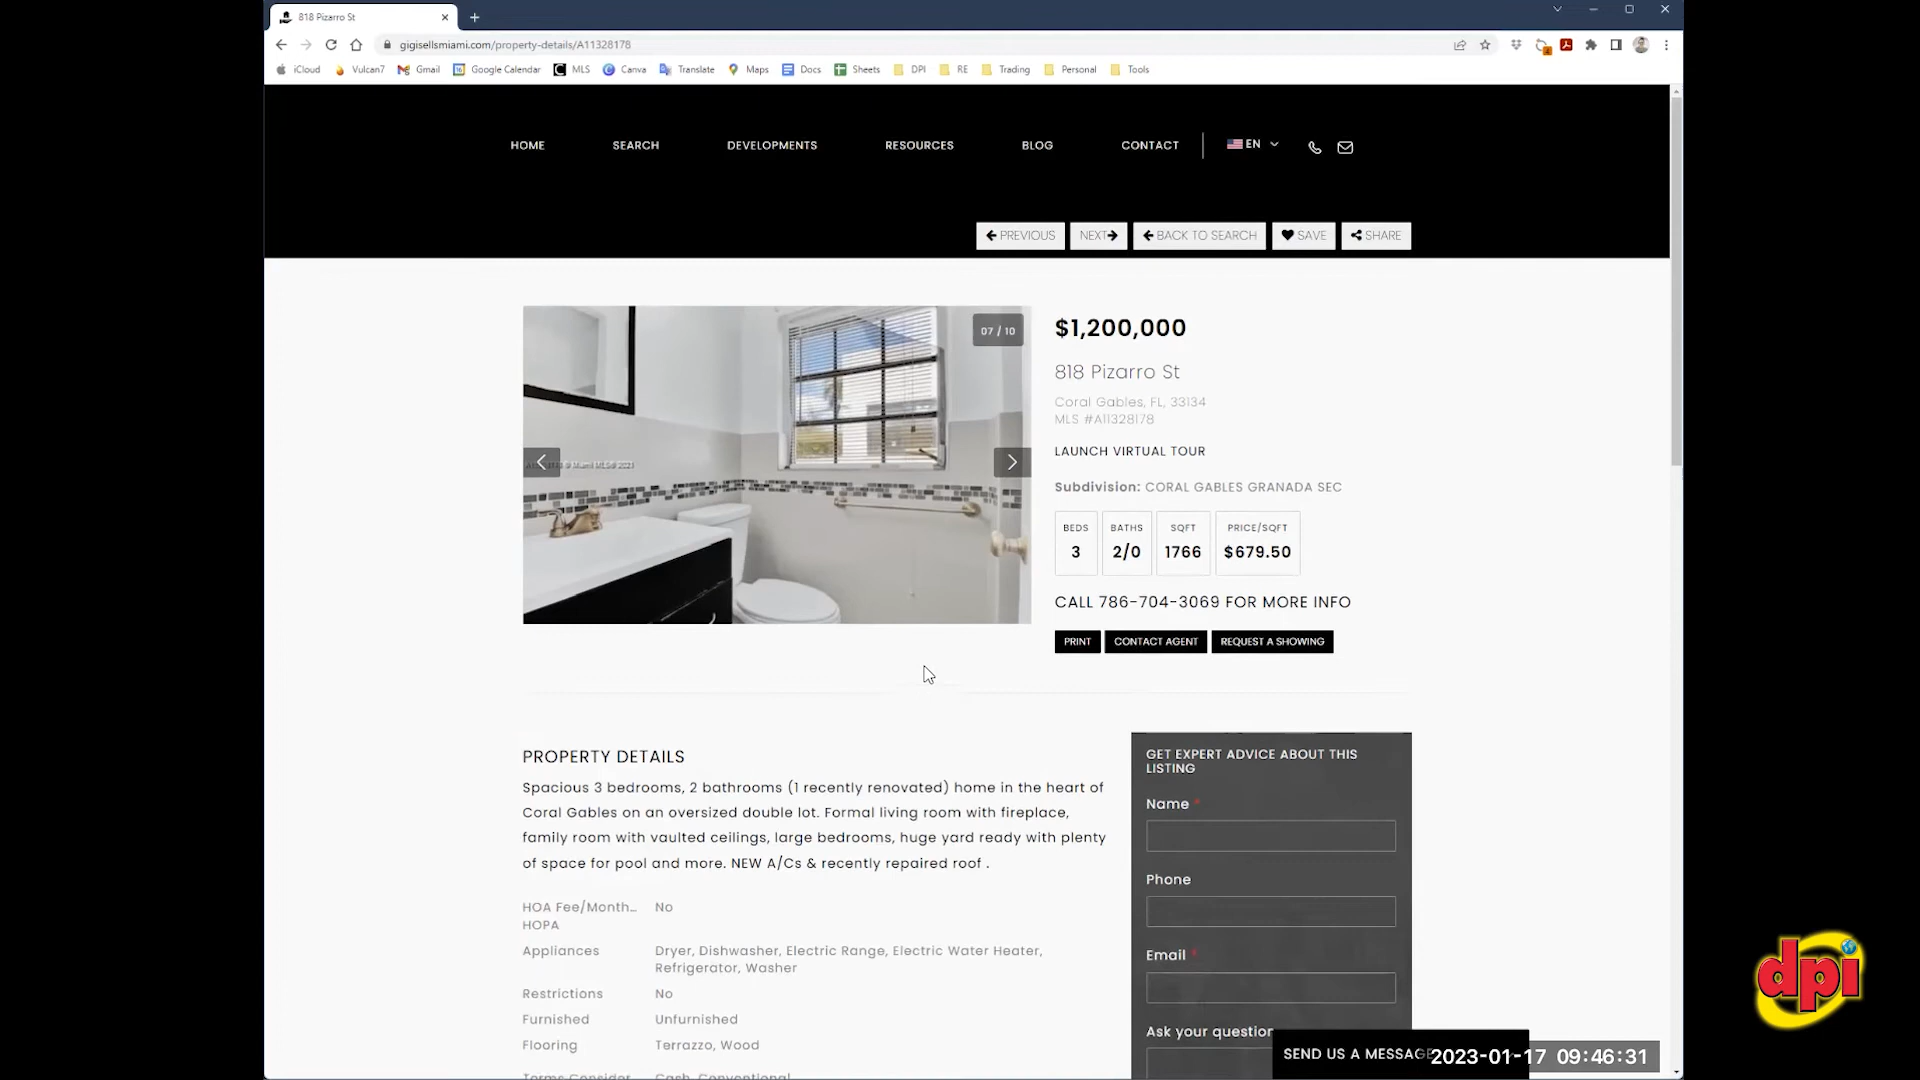 818 Pizarro St
gigisellsmiami.com/property-details/A11328178
iCloud Vulcan7 Gmail Google Calendar MLS Canva Translate Maps Docs Sheets DPI RE Trading Personal Tools
HOME SEARCH DEVELOPMENTS RESOURCES BLOG CONTACT EN
PREVIOUS NEXT BACK TO SEARCH SAVE SHARE
07 / 10
$1,200,000
818 Pizarro St
Coral Gables, FL, 33134
MLS #A11328178
LAUNCH VIRTUAL TOUR
Subdivision: CORAL GABLES GRANADA SEC
BEDS BATHS SQFT PRICE/SQFT
3 2/0 1766 $679.50
CALL 786-704-3069 FOR MORE INFO
PRINT CONTACT AGENT REQUEST A SHOWING
PROPERTY DETAILS
Spacious 3 bedrooms, 2 bathrooms (1 recently renovated) home in the heart of
Coral Gables on an oversized double lot. Formal living room with fireplace,
family room with vaulted ceilings, large bedrooms, huge yard ready with plenty
of space for pool and more. NEW A/Cs & recently repaired roof .
HOA Fee/Month... No
HOPA
Appliances Dryer, Dishwasher, Electric Range, Electric Water Heater,
Refrigerator, Washer
Restrictions No
Furnished Unfurnished
Flooring Terrazzo, Wood
Terms Consider Cash, Conventional
GET EXPERT ADVICE ABOUT THIS
LISTING
Name *
Phone
Email *
Ask your question
SEND US A MESSAGE
2023-01-17 09:46:31
dpi